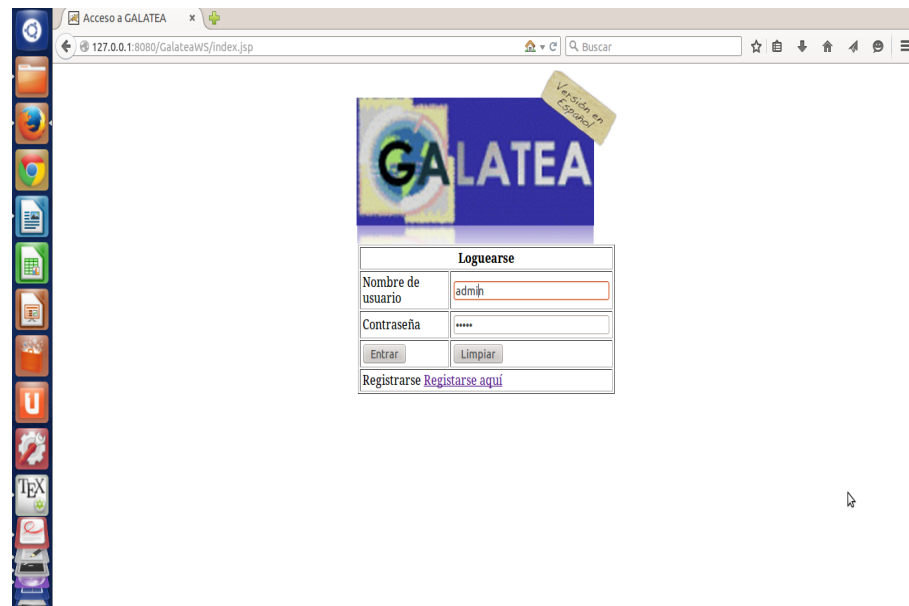 Acceso a GALATEA
127.0.0.1:8080/GalateaWS/index.jsp
Buscar
Versión en
Español
GALATEA
Loguearse
Nombre de
usuario
admin
Contraseña
•••••
Entrar
Limpiar
Registrarse Registarse aquí
U
TEX